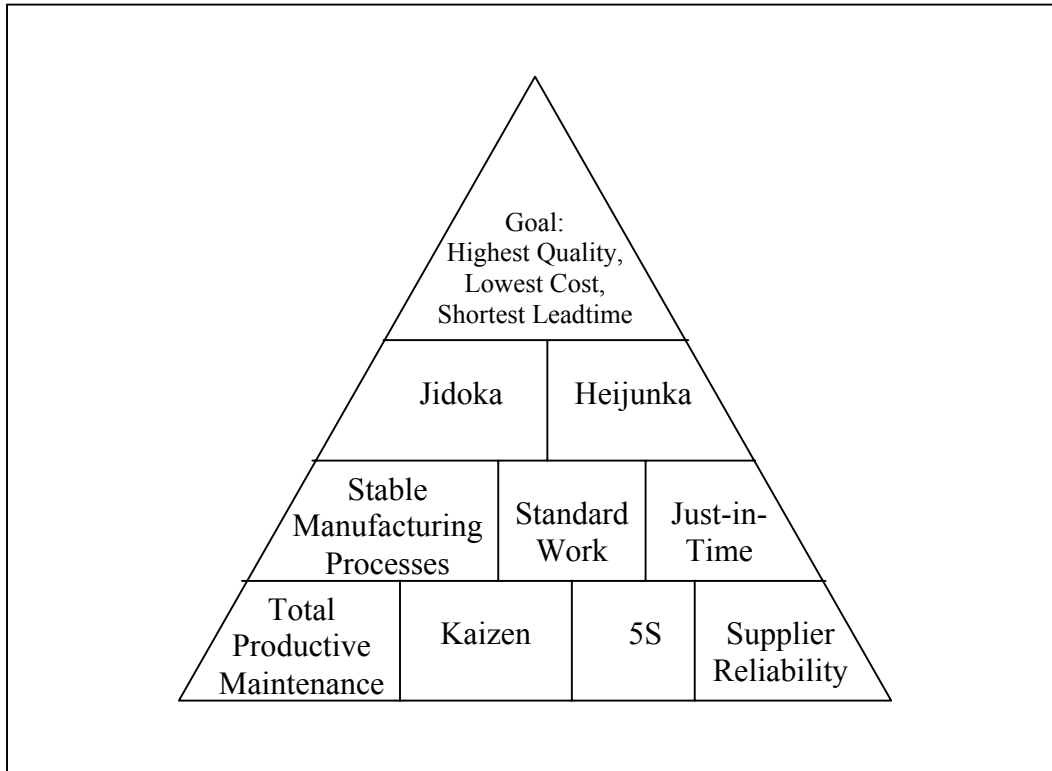 Goal:
Highest Quality,
Lowest Cost,
Shortest Leadtime
Jidoka
Heijunka
Stable
Manufacturing
Processes
Standard
Work
Just-in-
Time
Total
Productive
Maintenance
Kaizen
5S
Supplier
Reliability